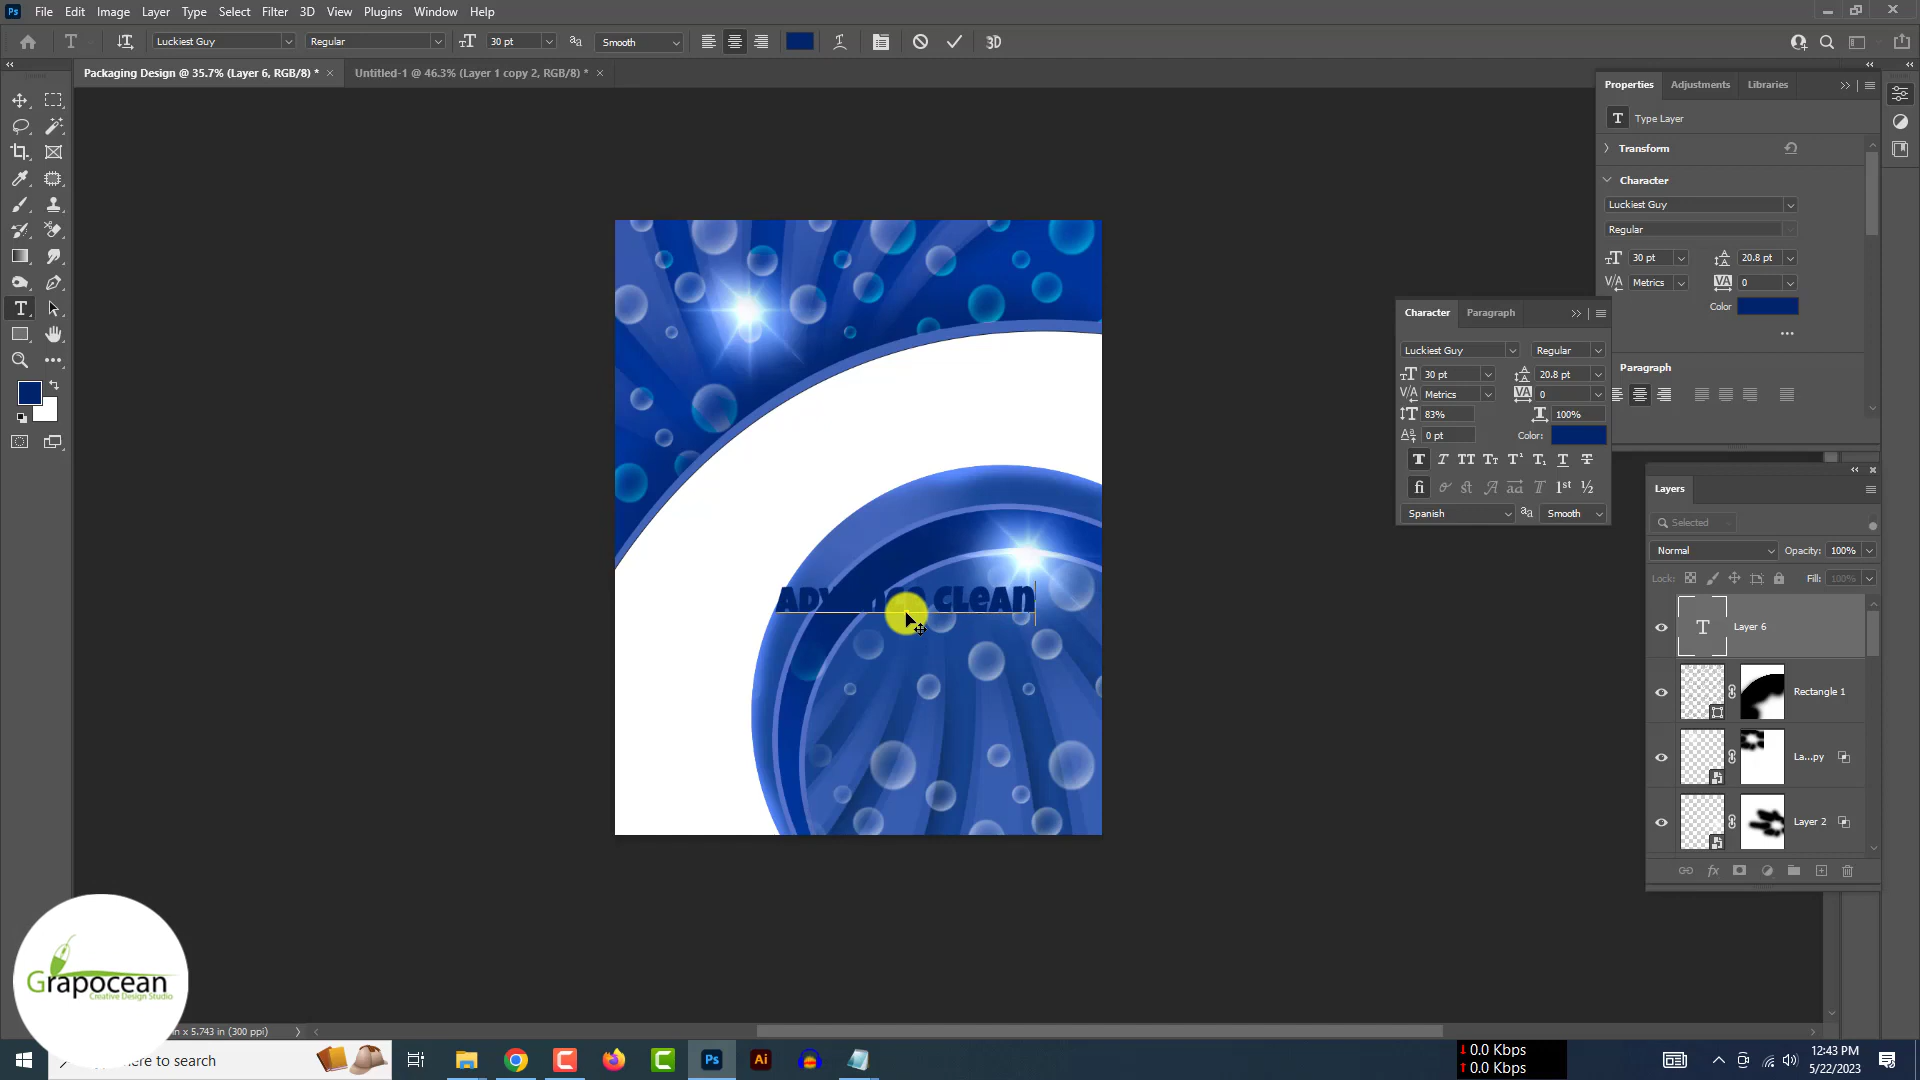 File Edit Image Layer Type Select Filter 3D View Plugins Window Help
Luckiest Guy Regular 30 pt Smooth 3D
Packaging Design @ 35.7% (Layer 6, RGB/8) * Untitled-1 @ 46.3% (Layer 1 copy 2, RGB/8) *
Properties Adjustments Libraries
Type Layer
Transform
Character
Luckiest Guy
Regular
30 pt 20.8 pt
Metrics 0
Color
Paragraph
Character Paragraph
Luckiest Guy Regular
30 pt 20.8 pt
Metrics 0
83% 100%
0 pt Color:
Spanish Smooth
Layers
Selected
Normal Opacity: 100%
Lock: Fill: 100%
Layer 6
Rectangle 1
La...py
Layer 2
CLEAN
Grapocean
Creative Design Studio
in x 5.743 in (300 ppi)
here to search
0.0 Kbps
0.0 Kbps
12:43 PM
5/22/2023